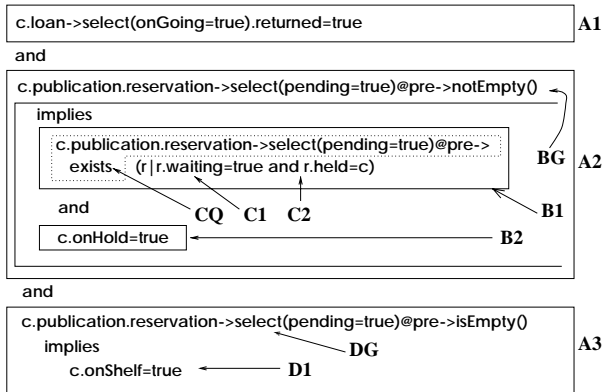 c.loan->select(onGoing=true).returned=true A1
and
c.publication.reservation->select(pending=true)@pre->notEmpty()
implies
c.publication.reservation->select(pending=true)@pre->
exists (r|r.waiting=true and r.held=c) BG A2
and CQ C1 C2 B1
c.onHold=true B2
and
c.publication.reservation->select(pending=true)@pre->isEmpty()
implies DG A3
c.onShelf=true D1